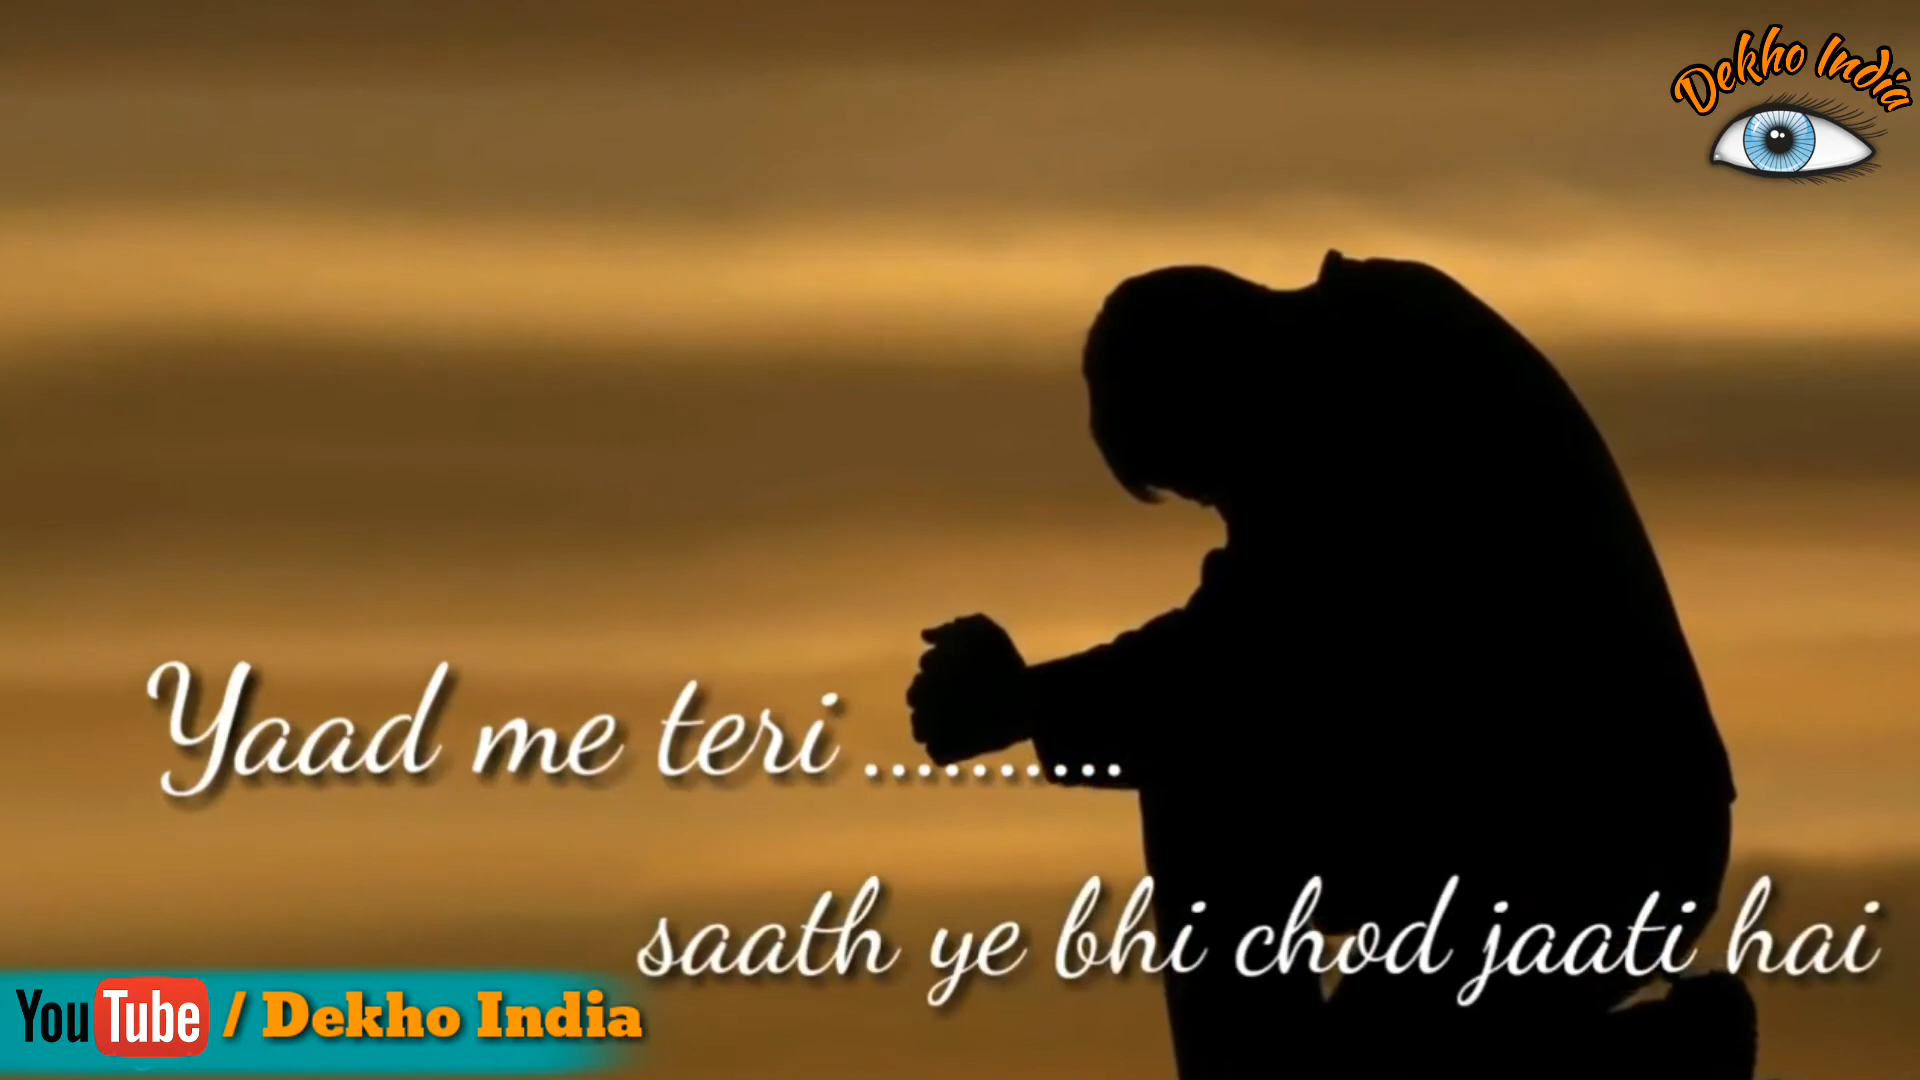 Dekho India
Yaad me teri ..........
saath ye bhi chod jaati hai
YouTube / Dekho India